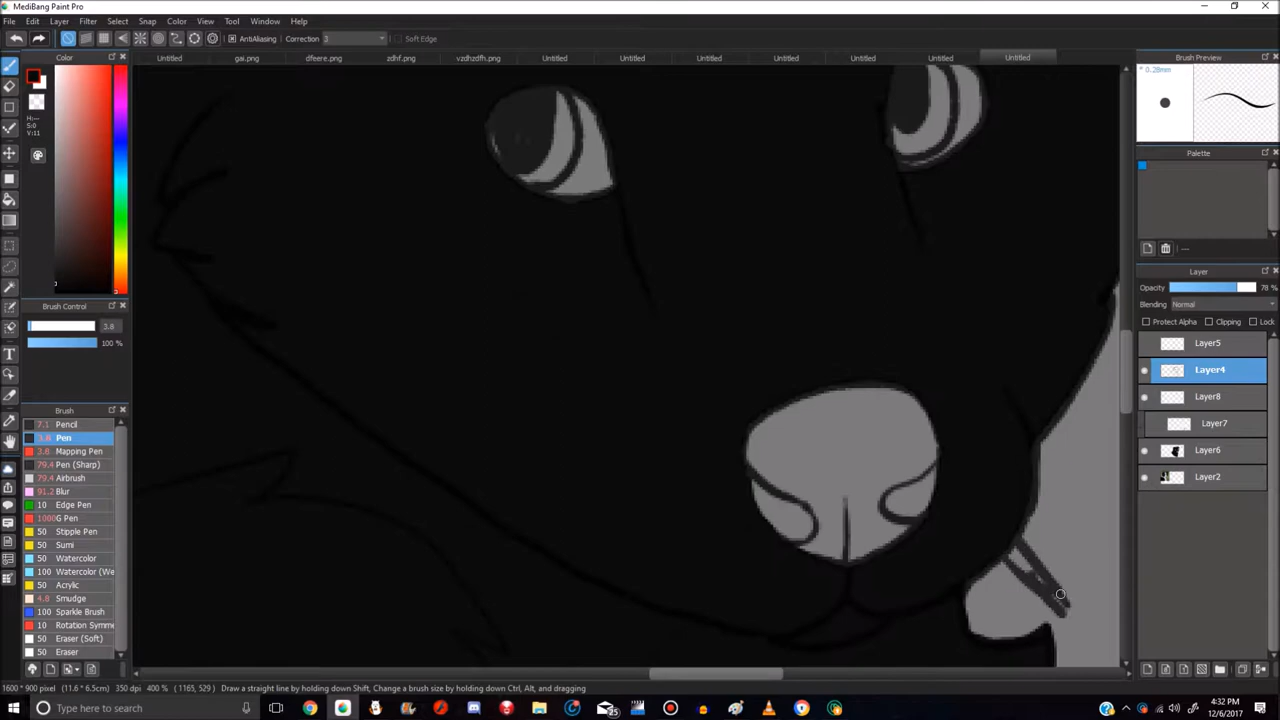 MediBang Paint Pro
File Edit Layer Filter Select Snap Color View Tool Window Help
AntiAliasing Correction 3 Soft Edge
Untitled gai.png dfeere.png zdhf.png vzdhzdfh.png Untitled Untitled Untitled Untitled Untitled Untitled Untitled
Color
H:---
S:0
V:11
Brush Control
3.8
100 %
Brush
7.1 Pencil
3.8 Pen
3.8 Mapping Pen
79.4 Pen (Sharp)
79.4 Airbrush
91.2 Blur
10 Edge Pen
1000 G Pen
50 Stipple Pen
50 Sumi
100 Watercolor
100 Watercolor (We
50 Acrylic
4.8 Smudge
100 Sparkle Brush
10 Rotation Symme
50 Eraser (Soft)
50 Eraser
Brush Preview
* 0.28mm
Palette
---
Layer
Opacity 78 %
Blending Normal
Protect Alpha Clipping Lock
Layer5
Layer4
Layer8
Layer7
Layer6
Layer2
1600 * 900 pixel (11.6 * 6.5cm) 350 dpi 400 % ( 1165, 529 ) Draw a straight line by holding down Shift, Change a brush size by holding down Ctrl, Alt, and dragging
Type here to search
25
4:32 PM
12/6/2017